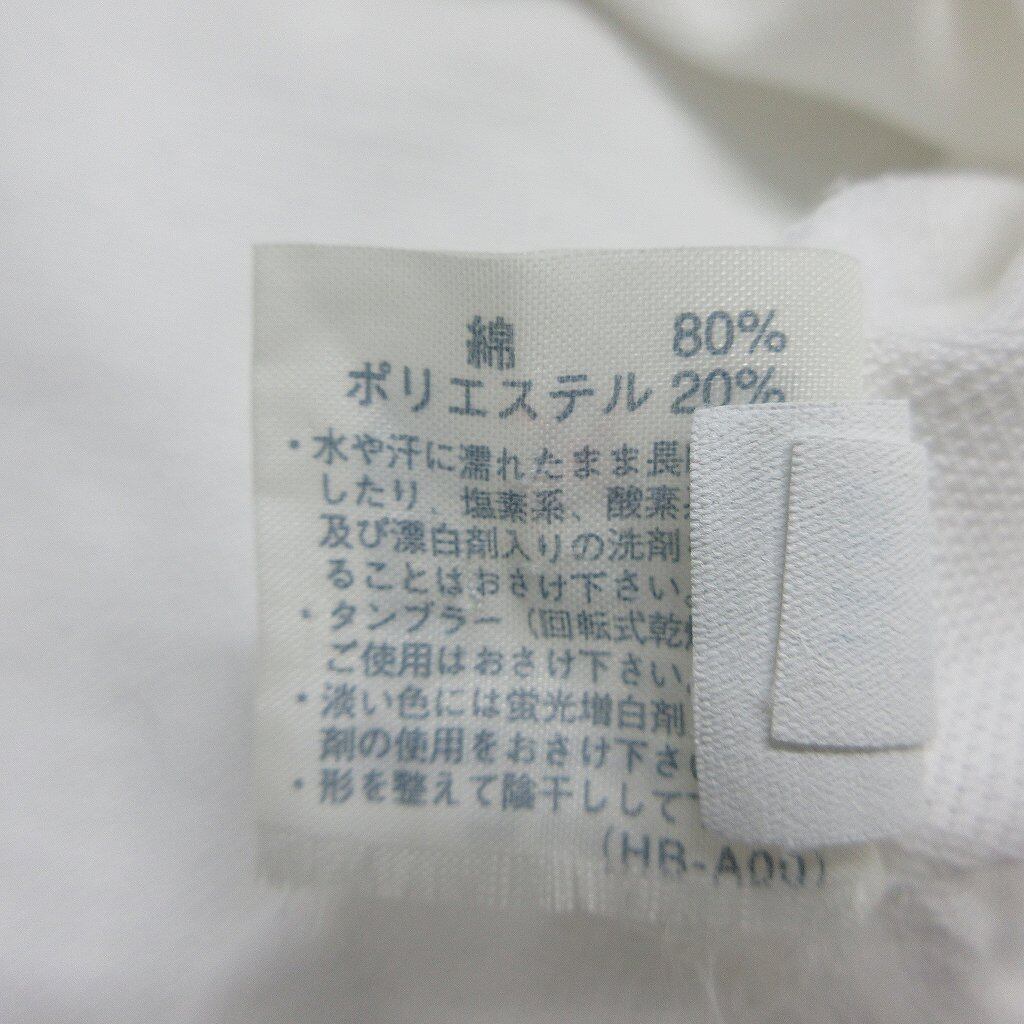 綿 80%
ポリエステル 20%
・水や汗に濡れたまま長
したり、塩素系、酸素
及び漂白剤入りの洗剤
ることはおさけ下さい。
・タンブラー（回転式乾
ご使用はおさけ下さい
・淡い色には蛍光増白剤
剤の使用をおさけ下さ
・形を整えて陰干しして
(HB-A00)